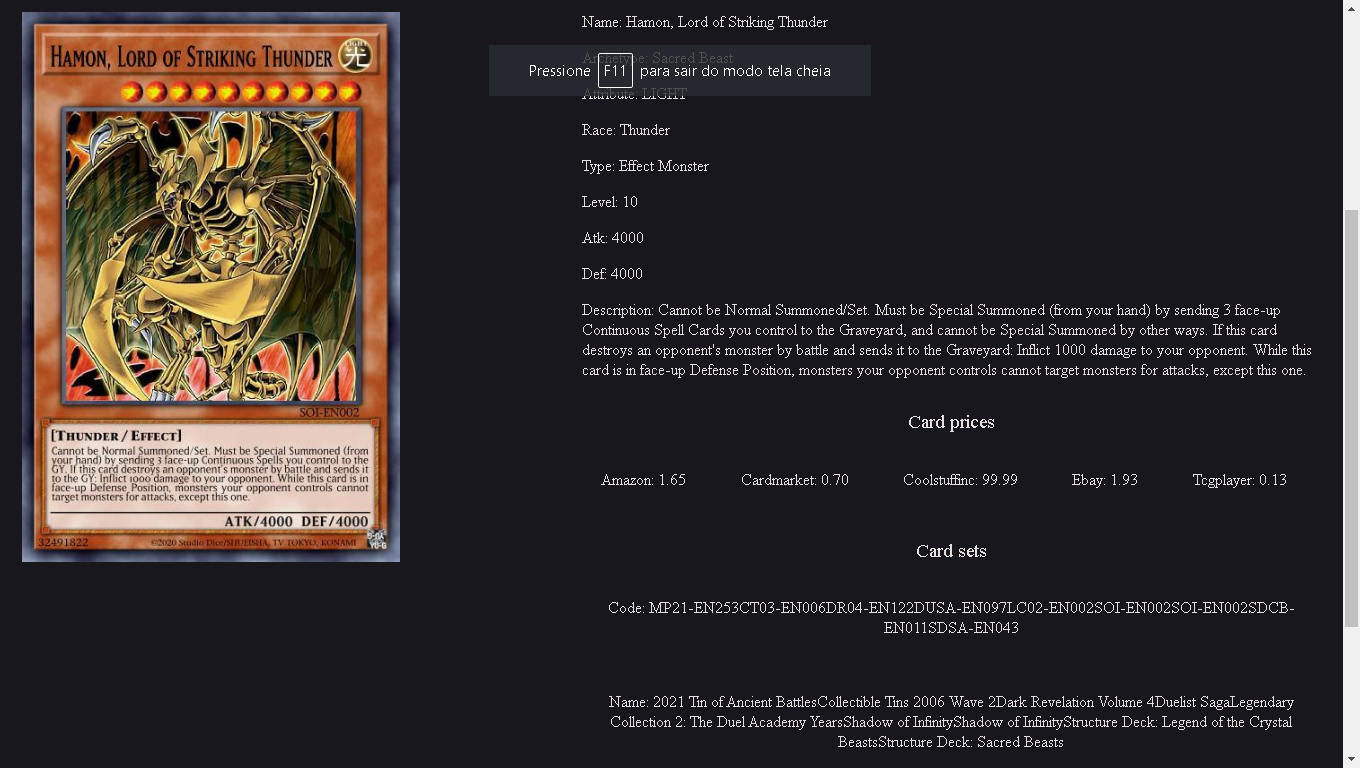 HAMON, LORD OF STRIKING THUNDER
LIGHT
光
SOI-EN002
[THUNDER / EFFECT]
Cannot be Normal Summoned/Set. Must be Special Summoned (from
your hand) by sending 3 face-up Continuous Spells you control to the
GY. If this card destroys an opponent's monster by battle and sends it
to the GY: Inflict 1000 damage to your opponent. While this card is in
face-up Defense Position, monsters your opponent controls cannot
target monsters for attacks, except this one.
ATK/4000 DEF/4000
32491822
©2020 Studio Dice/SHUEISHA, TV TOKYO, KONAMI
Name: Hamon, Lord of Striking Thunder
Archetype: Sacred Beast
Pressione F11 para sair do modo tela cheia
Attribute: LIGHT
Race: Thunder
Type: Effect Monster
Level: 10
Atk: 4000
Def: 4000
Description: Cannot be Normal Summoned/Set. Must be Special Summoned (from your hand) by sending 3 face-up
Continuous Spell Cards you control to the Graveyard, and cannot be Special Summoned by other ways. If this card
destroys an opponent's monster by battle and sends it to the Graveyard: Inflict 1000 damage to your opponent. While this
card is in face-up Defense Position, monsters your opponent controls cannot target monsters for attacks, except this one.
Card prices
Amazon: 1.65 Cardmarket: 0.70 Coolstuffinc: 99.99 Ebay: 1.93 Tcgplayer: 0.13
Card sets
Code: MP21-EN253CT03-EN006DR04-EN122DUSA-EN097LC02-EN002SOI-EN002SOI-EN002SDCB-
EN011SDSA-EN043
Name: 2021 Tin of Ancient BattlesCollectible Tins 2006 Wave 2Dark Revelation Volume 4Duelist SagaLegendary
Collection 2: The Duel Academy YearsShadow of InfinityShadow of InfinityStructure Deck: Legend of the Crystal
BeastsStructure Deck: Sacred Beasts